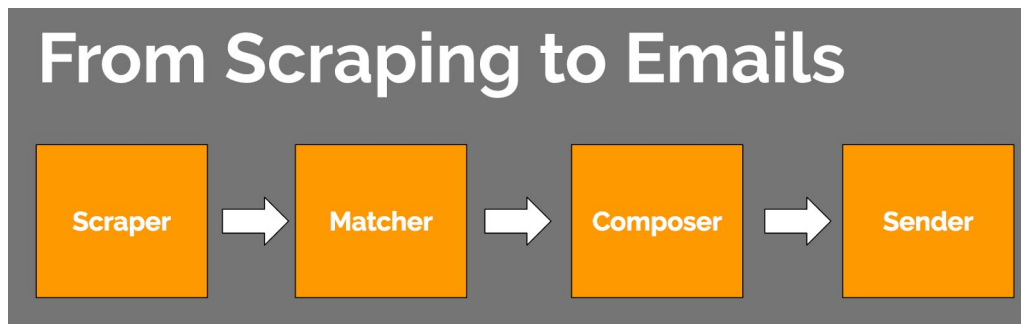 From Scraping to Emails
Scraper
Matcher
Composer
Sender